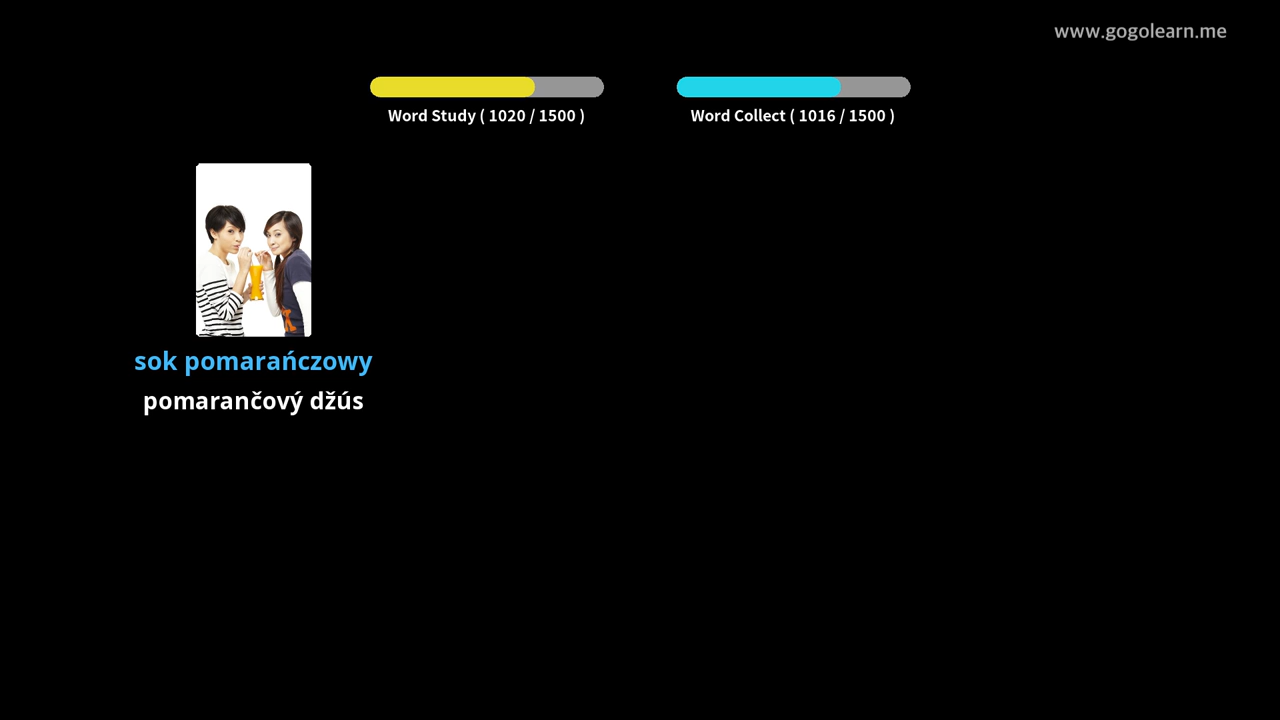 www.gogolearn.me
Word Study ( 1020 / 1500 )
Word Collect ( 1016 / 1500 )
sok pomarańczowy
pomarančový džús